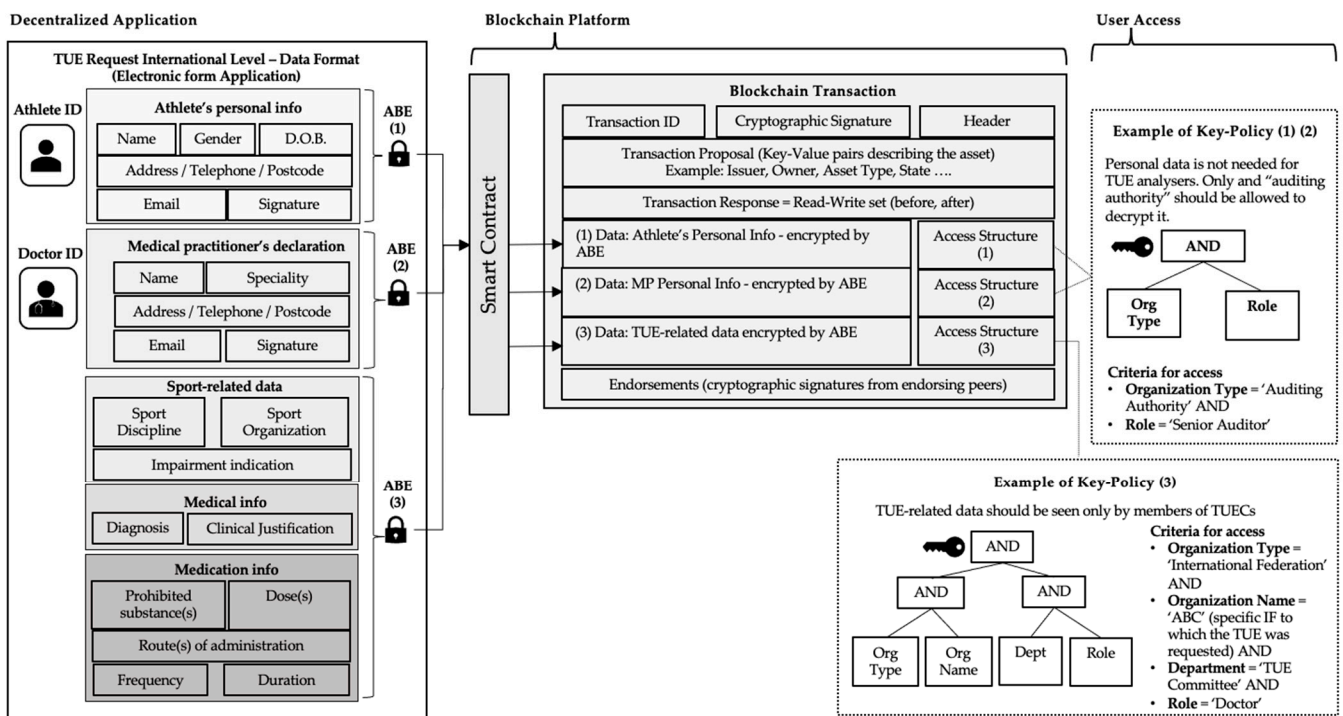 Decentralized Application
Blockchain Platform
User Access
TUE Request International Level – Data Format
(Electronic form Application)
Athlete ID
Athlete's personal info
Name
Gender
D.O.B.
Address / Telephone / Postcode
Email
Signature
ABE
(1)
Doctor ID
Medical practitioner's declaration
Name
Speciality
Address / Telephone / Postcode
Email
Signature
ABE
(2)
Sport-related data
Sport
Discipline
Sport
Organization
Impairment indication
Medical info
Diagnosis
Clinical Justification
Medication info
Prohibited
substance(s)
Dose(s)
Route(s) of administration
Frequency
Duration
ABE
(3)
Smart Contract
Blockchain Transaction
Transaction ID
Cryptographic Signature
Header
Transaction Proposal (Key-Value pairs describing the asset)
Example: Issuer, Owner, Asset Type, State ….
Transaction Response = Read-Write set (before, after)
(1) Data: Athlete's Personal Info - encrypted by
ABE
Access Structure
(1)
(2) Data: MP Personal Info - encrypted by ABE
Access Structure
(2)
(3) Data: TUE-related data encrypted by ABE
Access Structure
(3)
Endorsements (cryptographic signatures from endorsing peers)
Example of Key-Policy (1) (2)
Personal data is not needed for
TUE analysers. Only and “auditing
authority” should be allowed to
decrypt it.
AND
Org
Type
Role
Criteria for access
• Organization Type = ‘Auditing
Authority’ AND
• Role = ‘Senior Auditor’
Example of Key-Policy (3)
TUE-related data should be seen only by members of TUECs
AND
AND
AND
Org
Type
Org
Name
Dept
Role
Criteria for access
• Organization Type =
‘International Federation’
AND
• Organization Name =
‘ABC’ (specific IF to
which the TUE was
requested) AND
• Department = ‘TUE
Committee’ AND
• Role = ‘Doctor’